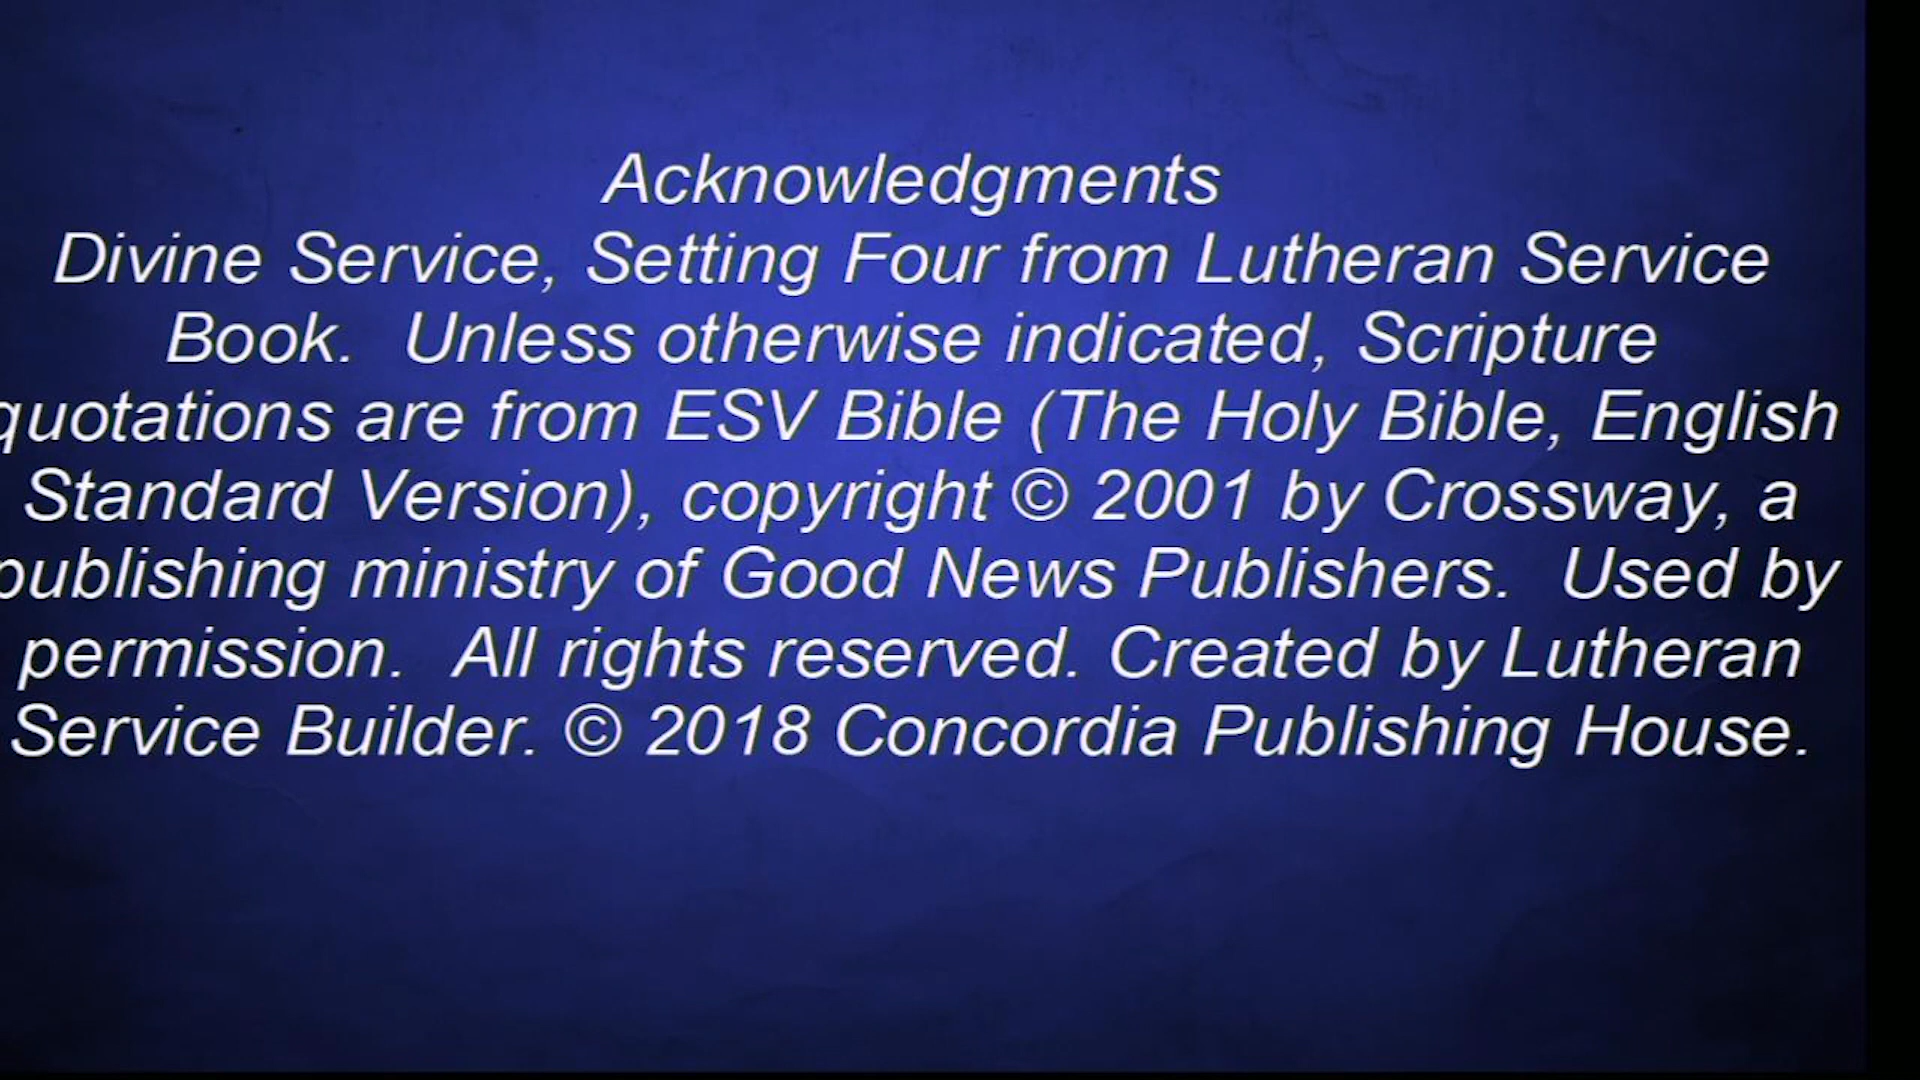 Acknowledgments
Divine Service, Setting Four from Lutheran Service
Book.  Unless otherwise indicated, Scripture
quotations are from ESV Bible (The Holy Bible, English
Standard Version), copyright © 2001 by Crossway, a
publishing ministry of Good News Publishers.  Used by
permission.  All rights reserved. Created by Lutheran
Service Builder. © 2018 Concordia Publishing House.